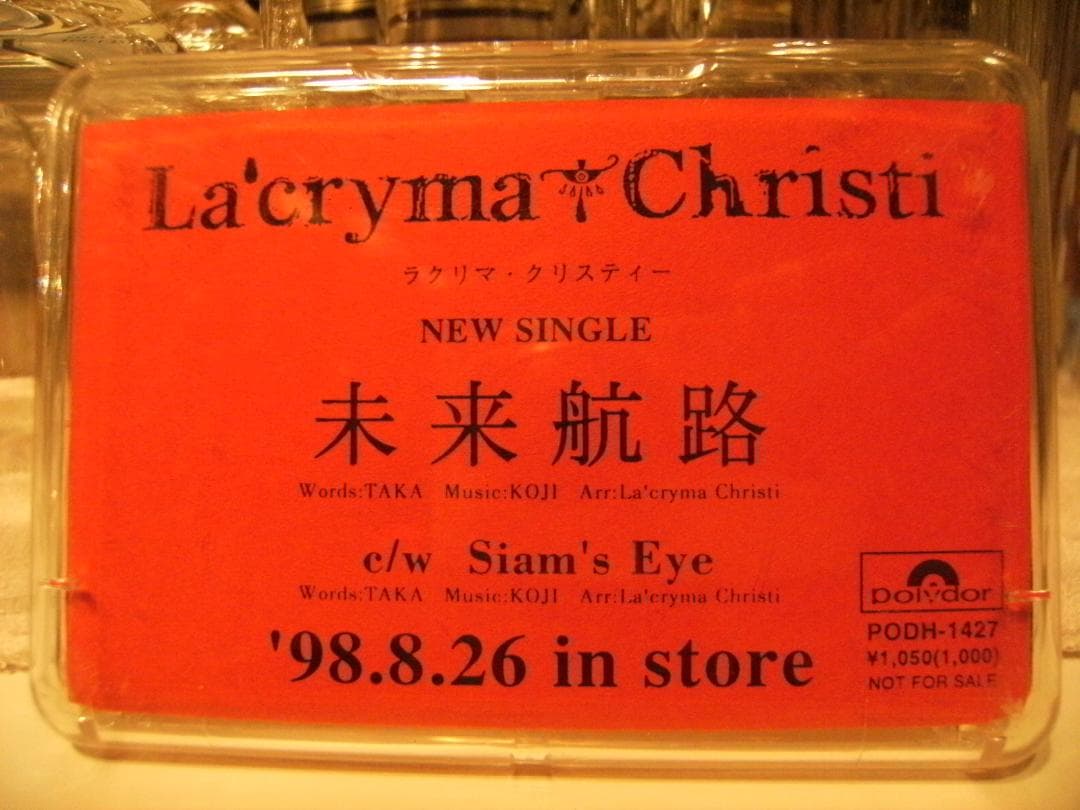 La'cryma Christi
ラクリマ・クリスティー
NEW SINGLE
未来航路
Words:TAKA Music:KOJI Arr:La'cryma Christi
c/w Siam's Eye
Words:TAKA Music:KOJI Arr:La'cryma Christi
'98.8.26 in store
polydor
PODH-1427
¥1,050(1,000)
NOT FOR SALE